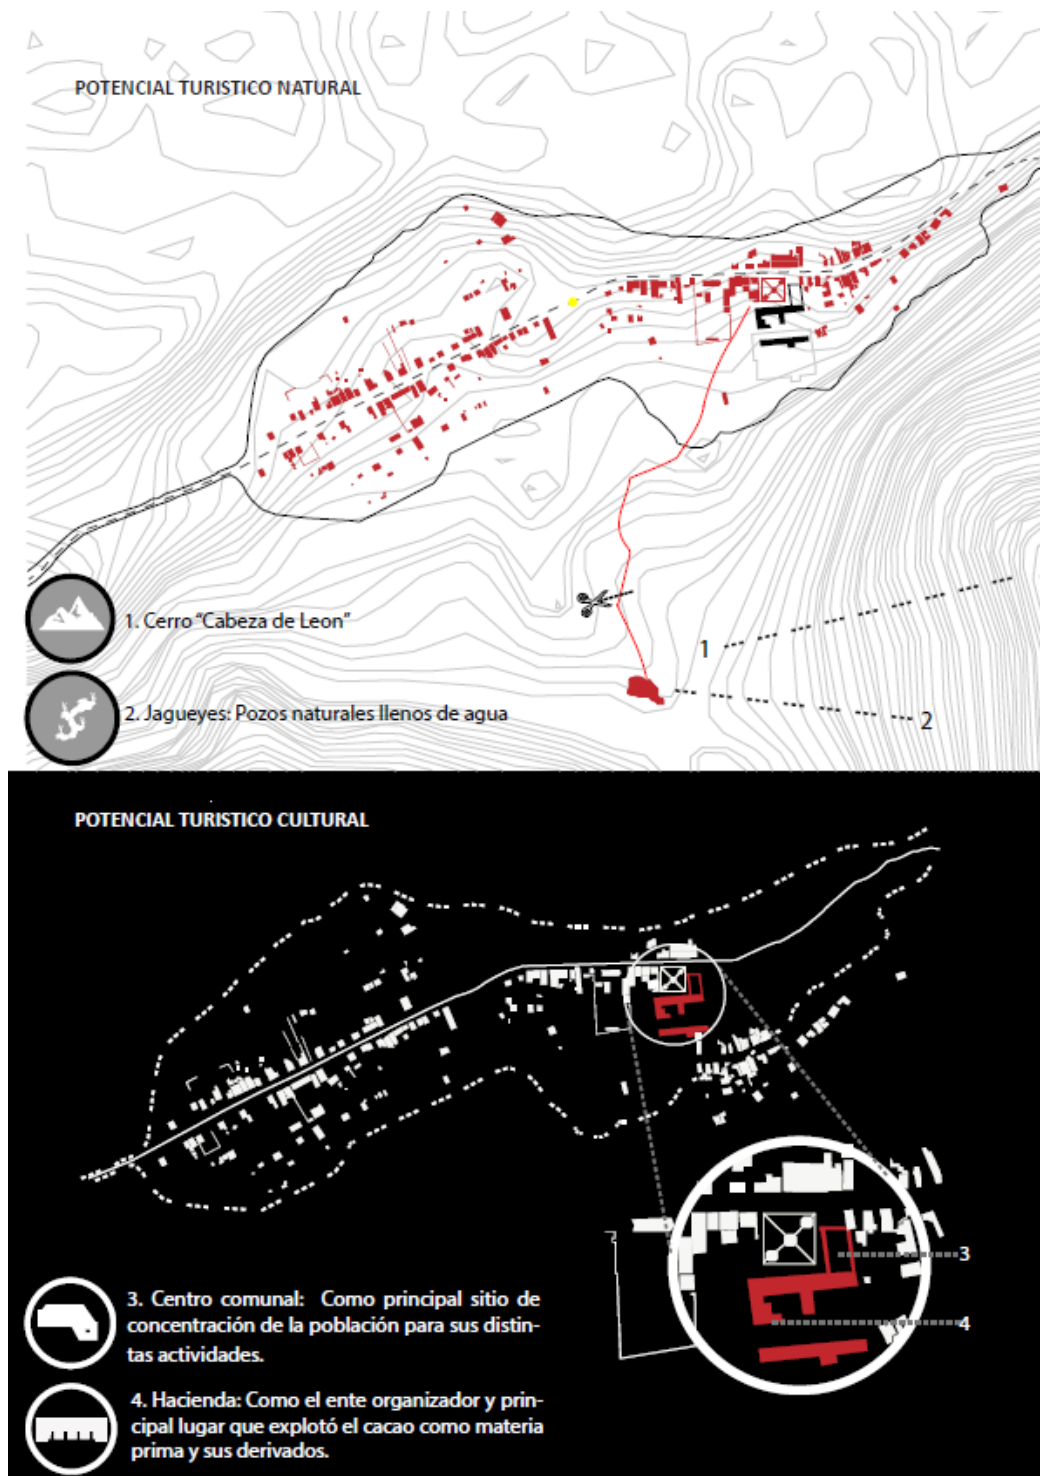 POTENCIAL TURISTICO NATURAL
1. Cerro “Cabeza de Leon”
1
2. Jagueyes: Pozos naturales llenos de agua
2
POTENCIAL TURISTICO CULTURAL
3
3. Centro comunal: Como principal sitio de
concentración de la población para sus distin-
tas actividades.
4
4. Hacienda: Como el ente organizador y prin-
cipal lugar que explotó el cacao como materia
prima y sus derivados.